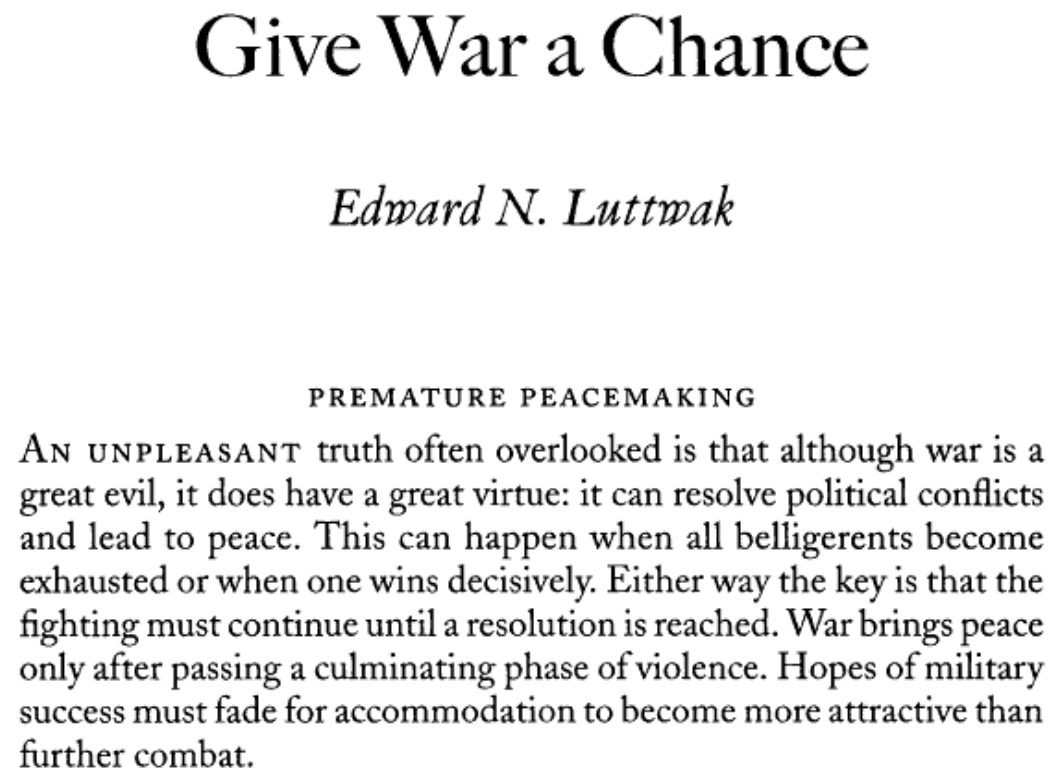 Give War a Chance
Edward N. Luttwak
PREMATURE PEACEMAKING
AN UNPLEASANT truth often overlooked is that although war is a
great evil, it does have a great virtue: it can resolve political conflicts
and lead to peace. This can happen when all belligerents become
exhausted or when one wins decisively. Either way the key is that the
fighting must continue until a resolution is reached. War brings peace
only after passing a culminating phase of violence. Hopes of military
success must fade for accommodation to become more attractive than
further combat.